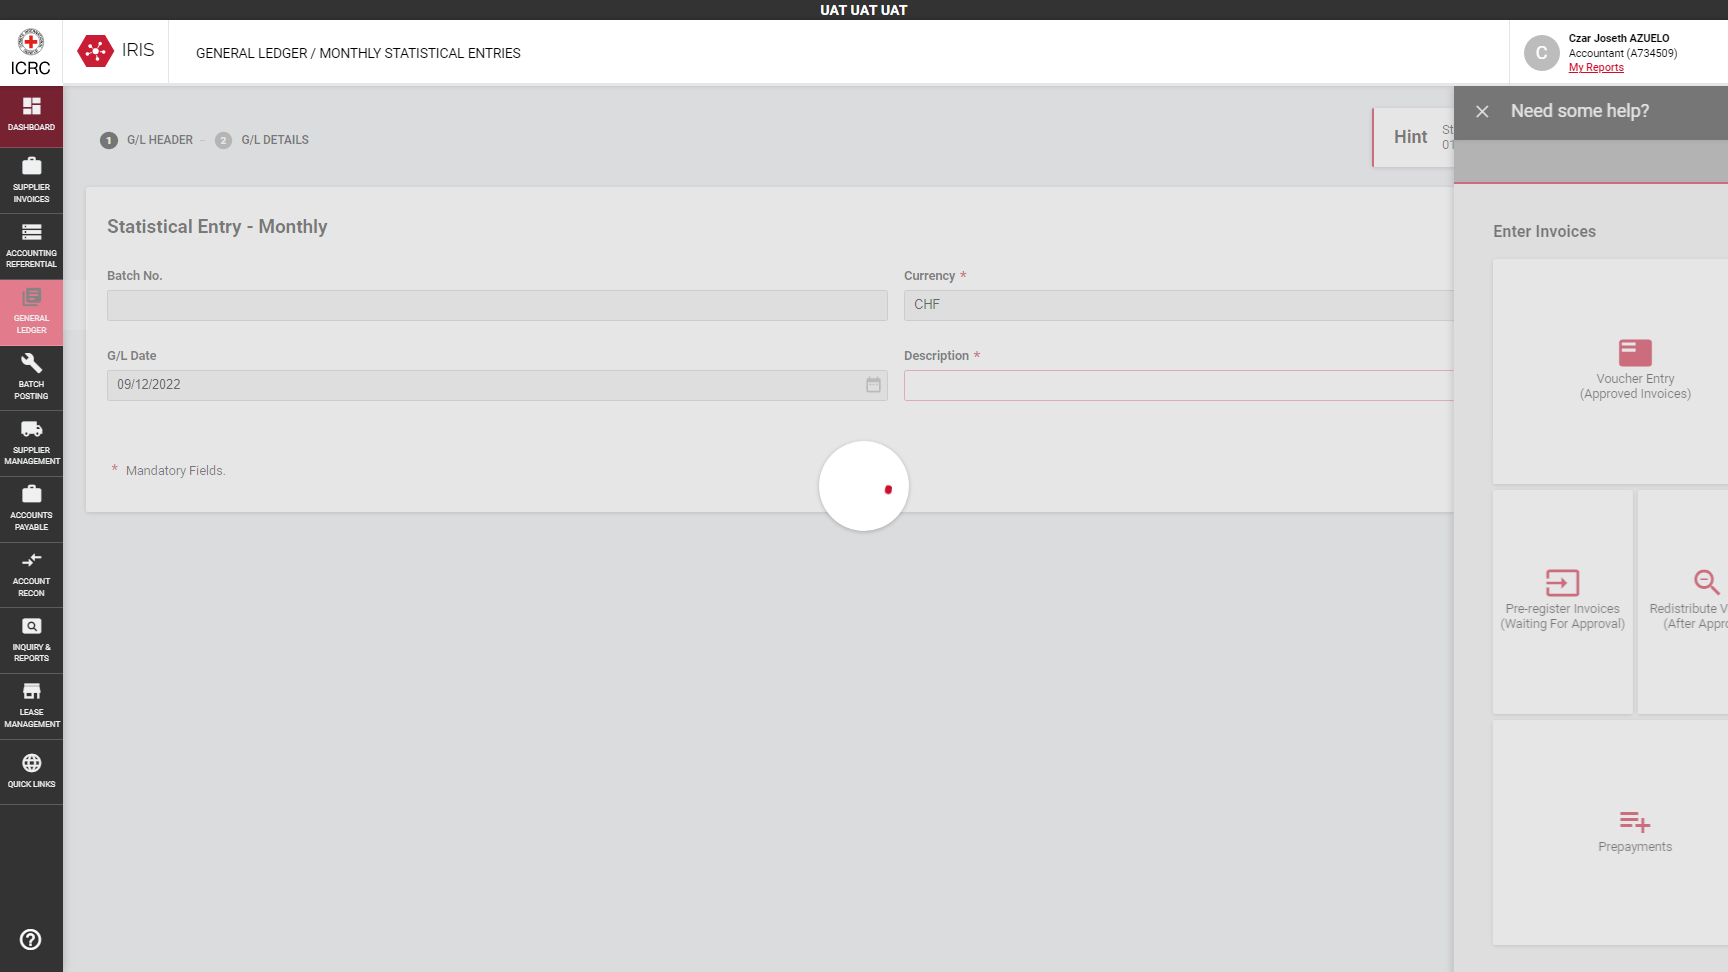 UAT UAT UAT
ICRC
IRIS
GENERAL LEDGER / MONTHLY STATISTICAL ENTRIES
C
Czar Joseth AZUELO
Accountant (A734509)
My Reports
DASHBOARD
SUPPLIER
INVOICES
ACCOUNTING
REFERENTIAL
GENERAL
LEDGER
BATCH
POSTING
SUPPLIER
MANAGEMENT
ACCOUNTS
PAYABLE
ACCOUNT
RECON
INQUIRY &
REPORTS
LEASE
MANAGEMENT
QUICK LINKS
1 G/L HEADER - 2 G/L DETAILS
Hint
St
01
Statistical Entry - Monthly
Batch No.
Currency *
CHF
G/L Date
09/12/2022
Description *
* Mandatory Fields.
Need some help?
Enter Invoices
Voucher Entry
(Approved Invoices)
Pre-register Invoices
(Waiting For Approval)
Redistribute V
(After Appro
Prepayments